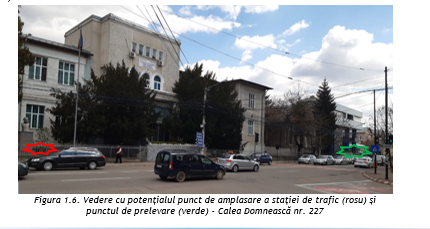 Figura 1.6. Vedere cu potențialul punct de amplasare a stației de trafic (rosu) și
punctul de prelevare (verde) - Calea Domnească nr. 227